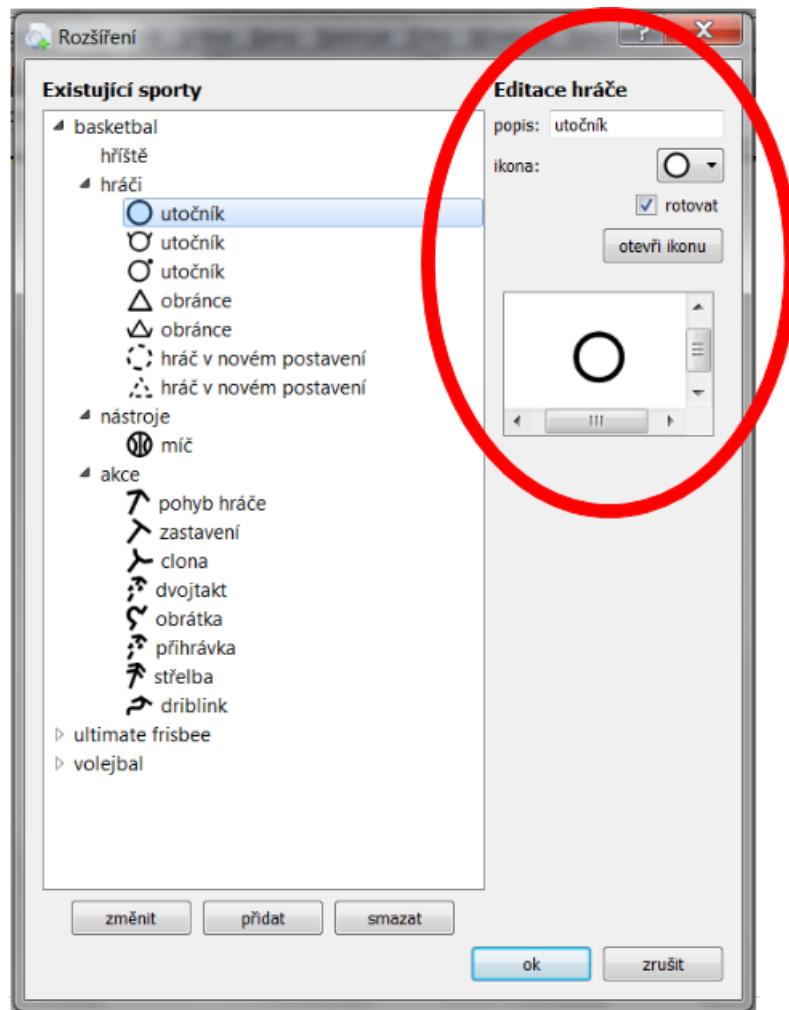 Rozšíření
Existující sporty
basketbal
hříště
hráči
utočník
utočník
utočník
obránce
obránce
hráč v novém postavení
hráč v novém postavení
nástroje
míč
akce
pohyb hráče
zastavení
clona
dvojtakt
obrátka
přihrávka
střelba
driblink
ultimate frisbee
volejbal
změnit přidat smazat
Editace hráče
popis: utočník
ikona:
rotovat
otevři ikonu
ok zrušit